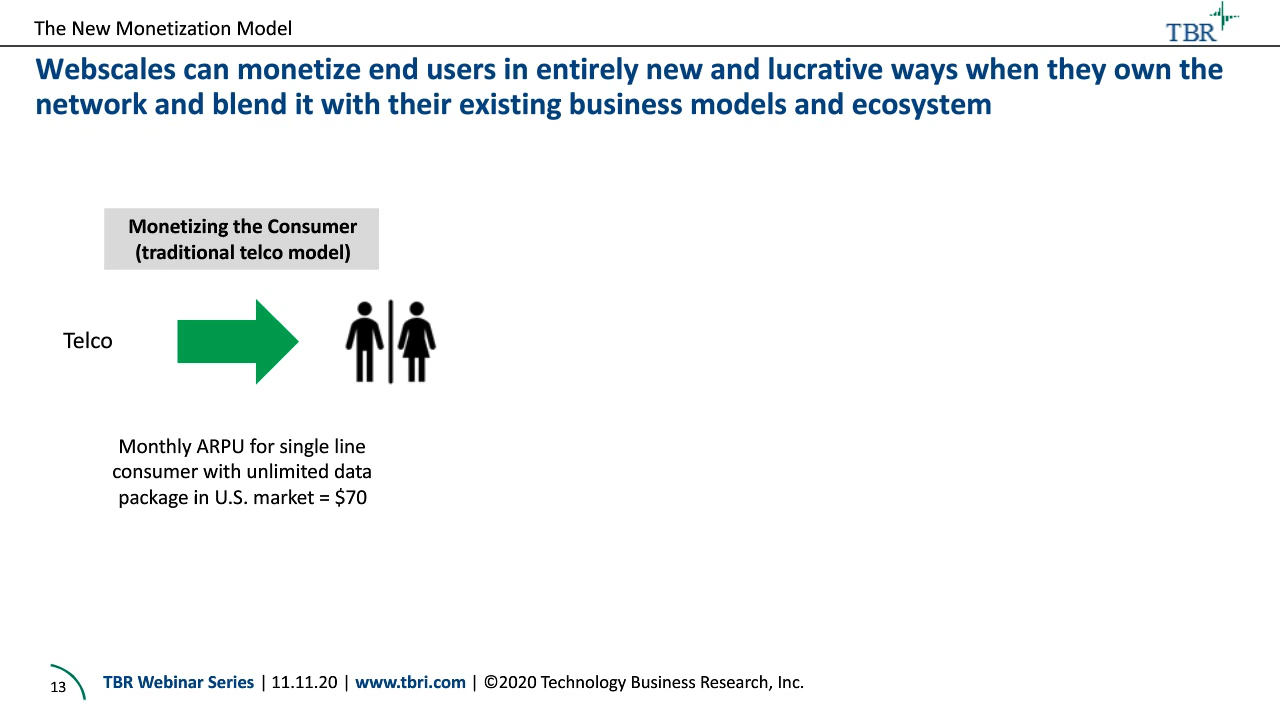 The New Monetization Model
TBR
Webscales can monetize end users in entirely new and lucrative ways when they own the
network and blend it with their existing business models and ecosystem
Monetizing the Consumer
(traditional telco model)
Telco
Monthly ARPU for single line
consumer with unlimited data
package in U.S. market = $70
13
TBR Webinar Series | 11.11.20 | www.tbri.com | ©2020 Technology Business Research, Inc.